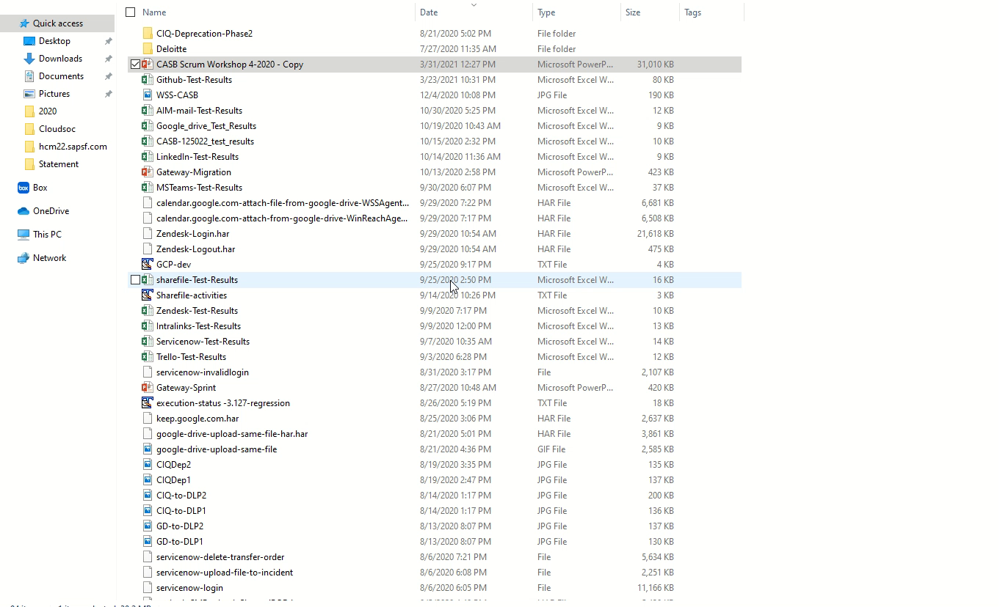 Name Date Type Size Tags
Quick access
Desktop
Downloads
Documents
Pictures
2020
Cloudsoc
hcm22.sapsf.com
Statement
Box
OneDrive
This PC
Network
CIQ-Deprecation-Phase2 8/21/2020 5:02 PM File folder
Deloitte 7/27/2020 11:35 AM File folder
CASB Scrum Workshop 4-2020 - Copy 3/31/2021 12:27 PM Microsoft PowerP... 31,010 KB
Github-Test-Results 3/23/2021 10:31 PM Microsoft Excel W... 80 KB
WSS-CASB 12/4/2020 10:08 PM JPG File 190 KB
AIM-mail-Test-Results 10/30/2020 5:25 PM Microsoft Excel W... 12 KB
Google_drive_Test_Results 10/19/2020 10:43 AM Microsoft Excel W... 9 KB
CASB-125022_test_results 10/15/2020 2:32 PM Microsoft Excel W... 10 KB
LinkedIn-Test-Results 10/14/2020 11:36 AM Microsoft Excel W... 9 KB
Gateway-Migration 10/13/2020 2:58 PM Microsoft PowerP... 423 KB
MSTeams-Test-Results 9/30/2020 6:07 PM Microsoft Excel W... 37 KB
calendar.google.com-attach-file-from-google-drive-WSSAgent... 9/29/2020 7:22 PM HAR File 6,681 KB
calendar.google.com-attach-from-google-drive-WinReachAge... 9/29/2020 7:17 PM HAR File 6,508 KB
Zendesk-Login.har 9/29/2020 10:54 AM HAR File 21,618 KB
Zendesk-Logout.har 9/29/2020 10:54 AM HAR File 475 KB
GCP-dev 9/25/2020 9:17 PM TXT File 4 KB
sharefile-Test-Results 9/25/2020 2:50 PM Microsoft Excel W... 16 KB
Sharefile-activities 9/14/2020 10:26 PM TXT File 3 KB
Zendesk-Test-Results 9/9/2020 7:17 PM Microsoft Excel W... 10 KB
Intralinks-Test-Results 9/9/2020 12:00 PM Microsoft Excel W... 13 KB
Servicenow-Test-Results 9/7/2020 10:35 AM Microsoft Excel W... 14 KB
Trello-Test-Results 9/3/2020 6:28 PM Microsoft Excel W... 12 KB
servicenow-invalidlogin 8/31/2020 3:17 PM File 2,107 KB
Gateway-Sprint 8/27/2020 10:48 AM Microsoft PowerP... 420 KB
execution-status -3.127-regression 8/26/2020 5:19 PM TXT File 18 KB
keep.google.com.har 8/25/2020 3:06 PM HAR File 2,637 KB
google-drive-upload-same-file-har.har 8/21/2020 5:01 PM HAR File 3,861 KB
google-drive-upload-same-file 8/21/2020 4:36 PM GIF File 2,585 KB
CIQDep2 8/19/2020 3:35 PM JPG File 135 KB
CIQDep1 8/19/2020 2:47 PM JPG File 137 KB
CIQ-to-DLP2 8/14/2020 1:17 PM JPG File 200 KB
CIQ-to-DLP1 8/14/2020 1:17 PM JPG File 136 KB
GD-to-DLP2 8/13/2020 8:07 PM JPG File 137 KB
GD-to-DLP1 8/13/2020 8:07 PM JPG File 130 KB
servicenow-delete-transfer-order 8/6/2020 7:21 PM File 5,634 KB
servicenow-upload-file-to-incident 8/6/2020 6:08 PM File 2,251 KB
servicenow-login 8/6/2020 6:05 PM File 11,166 KB